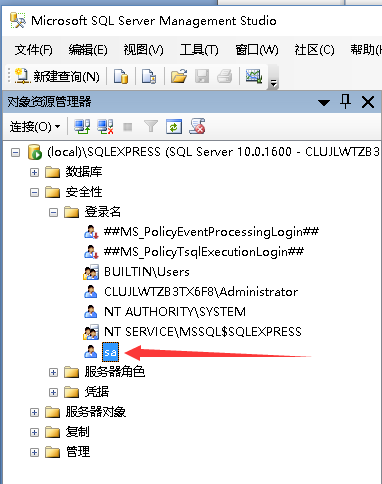 Microsoft SQL Server Management Studio
文件(F) 编辑(E) 视图(V) 工具(T) 窗口(W) 社区(C) 帮助(H)
新建查询(N)
对象资源管理器
连接(O)
(local)\SQLEXPRESS (SQL Server 10.0.1600 - CLUJLWTZB3
数据库
安全性
登录名
##MS_PolicyEventProcessingLogin##
##MS_PolicyTsqlExecutionLogin##
BUILTIN\Users
CLUJLWTZB3TX6F8\Administrator
NT AUTHORITY\SYSTEM
NT SERVICE\MSSQL$SQLEXPRESS
sa
服务器角色
凭据
服务器对象
复制
管理